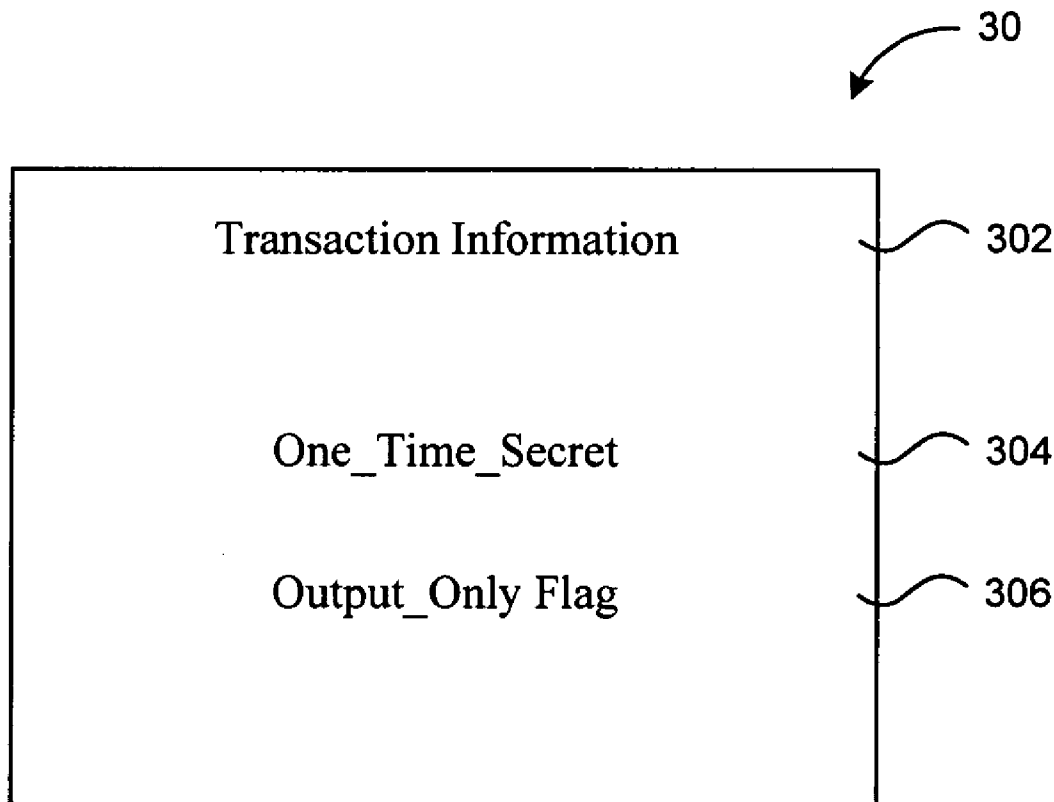 30
Transaction Information 302
One_Time_Secret 304
Output_Only Flag 306